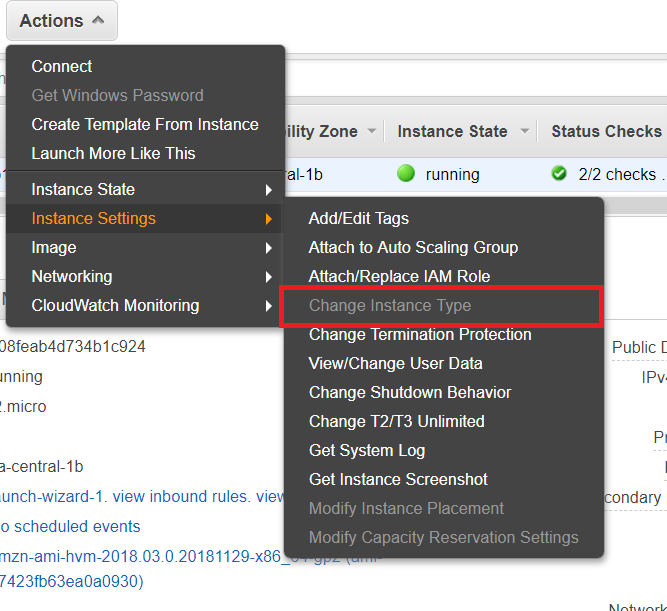 Actions
Connect
Get Windows Password
Create Template From Instance
Launch More Like This
Instance State
Instance Settings
Image
Networking
CloudWatch Monitoring
ility Zone
Instance State
Status Checks
ral-1b
running
2/2 checks ..
Add/Edit Tags
Attach to Auto Scaling Group
Attach/Replace IAM Role
Change Instance Type
Change Termination Protection
View/Change User Data
Change Shutdown Behavior
Change T2/T3 Unlimited
Get System Log
Get Instance Screenshot
Modify Instance Placement
Modify Capacity Reservation Settings
08feab4d734b1c924
unning
2.micro
a-central-1b
aunch-wizard-1. view inbound rules. view
o scheduled events
mzn-ami-hvm-2018.03.0.20181129-x86_64-gp2 (ami-
7423fb63ea0a0930)
Public D
IPv4
Pr
condary
Network